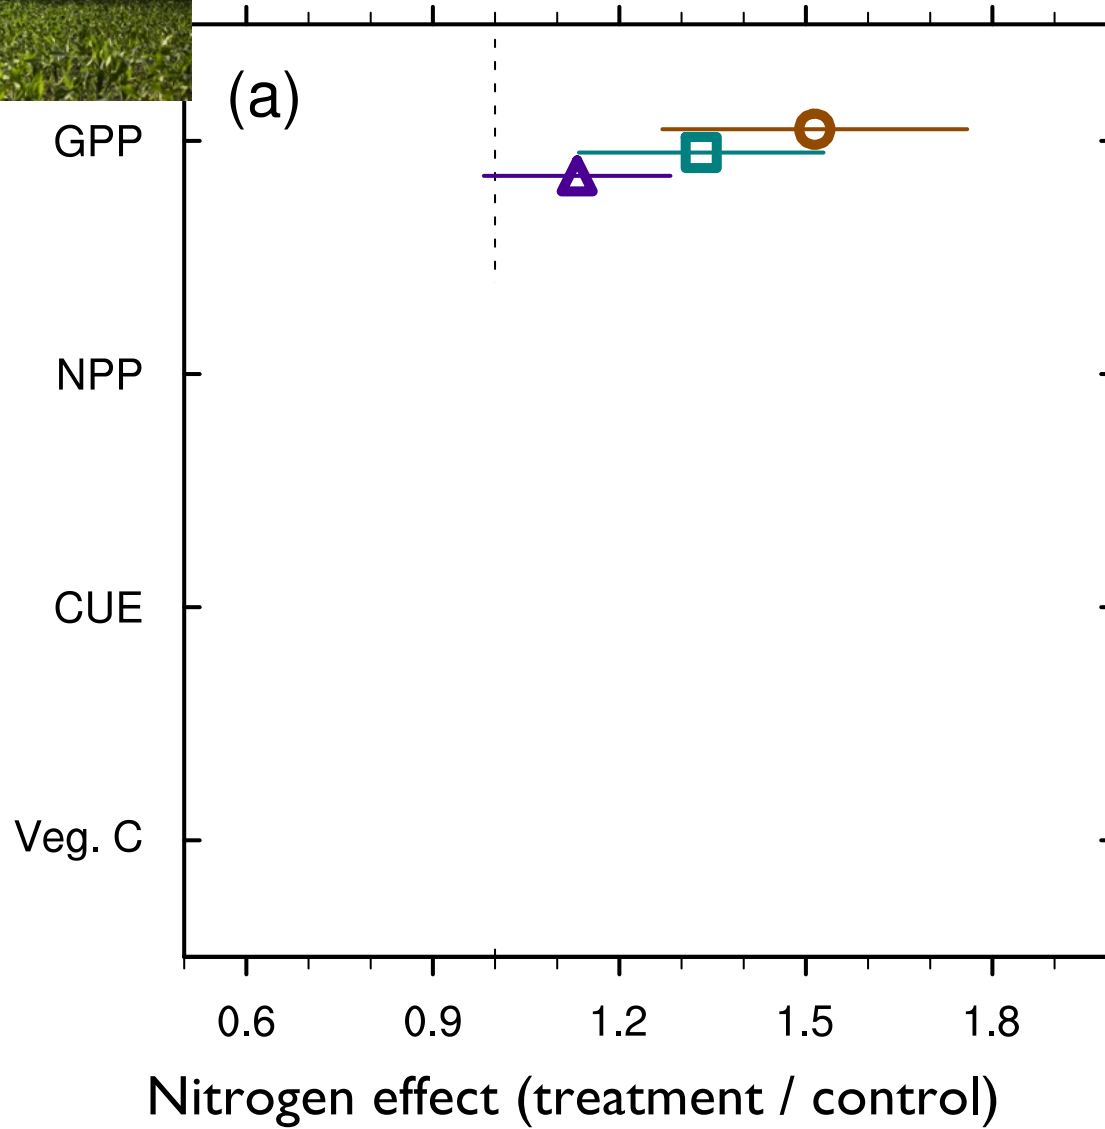 (a)
GPP
NPP
CUE
Veg. C
0.6 0.9 1.2 1.5 1.8
Nitrogen effect (treatment / control)